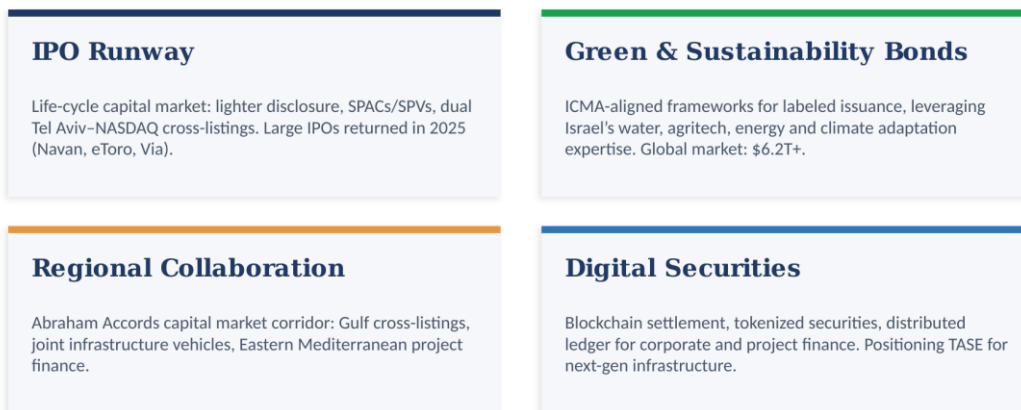 IPO Runway
Life-cycle capital market: lighter disclosure, SPACs/SPVs, dual
Tel Aviv–NASDAQ cross-listings. Large IPOs returned in 2025
(Navan, eToro, Via).
Green & Sustainability Bonds
ICMA-aligned frameworks for labeled issuance, leveraging
Israel’s water, agritech, energy and climate adaptation
expertise. Global market: $6.2T+.
Regional Collaboration
Abraham Accords capital market corridor: Gulf cross-listings,
joint infrastructure vehicles, Eastern Mediterranean project
finance.
Digital Securities
Blockchain settlement, tokenized securities, distributed
ledger for corporate and project finance. Positioning TASE for
next-gen infrastructure.